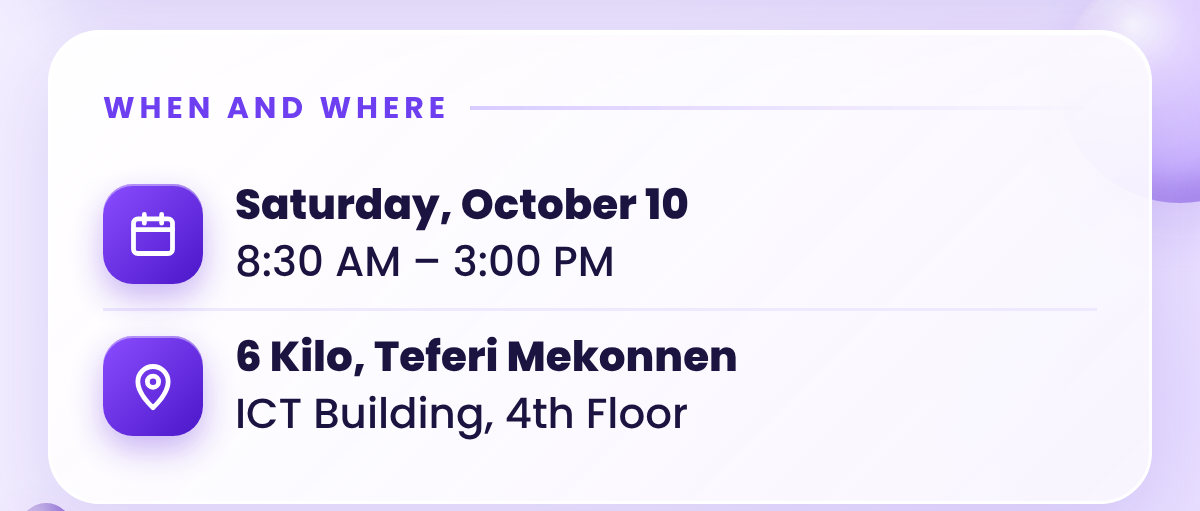 WHEN AND WHERE
Saturday, October 10
8:30 AM – 3:00 PM
6 Kilo, Teferi Mekonnen
ICT Building, 4th Floor